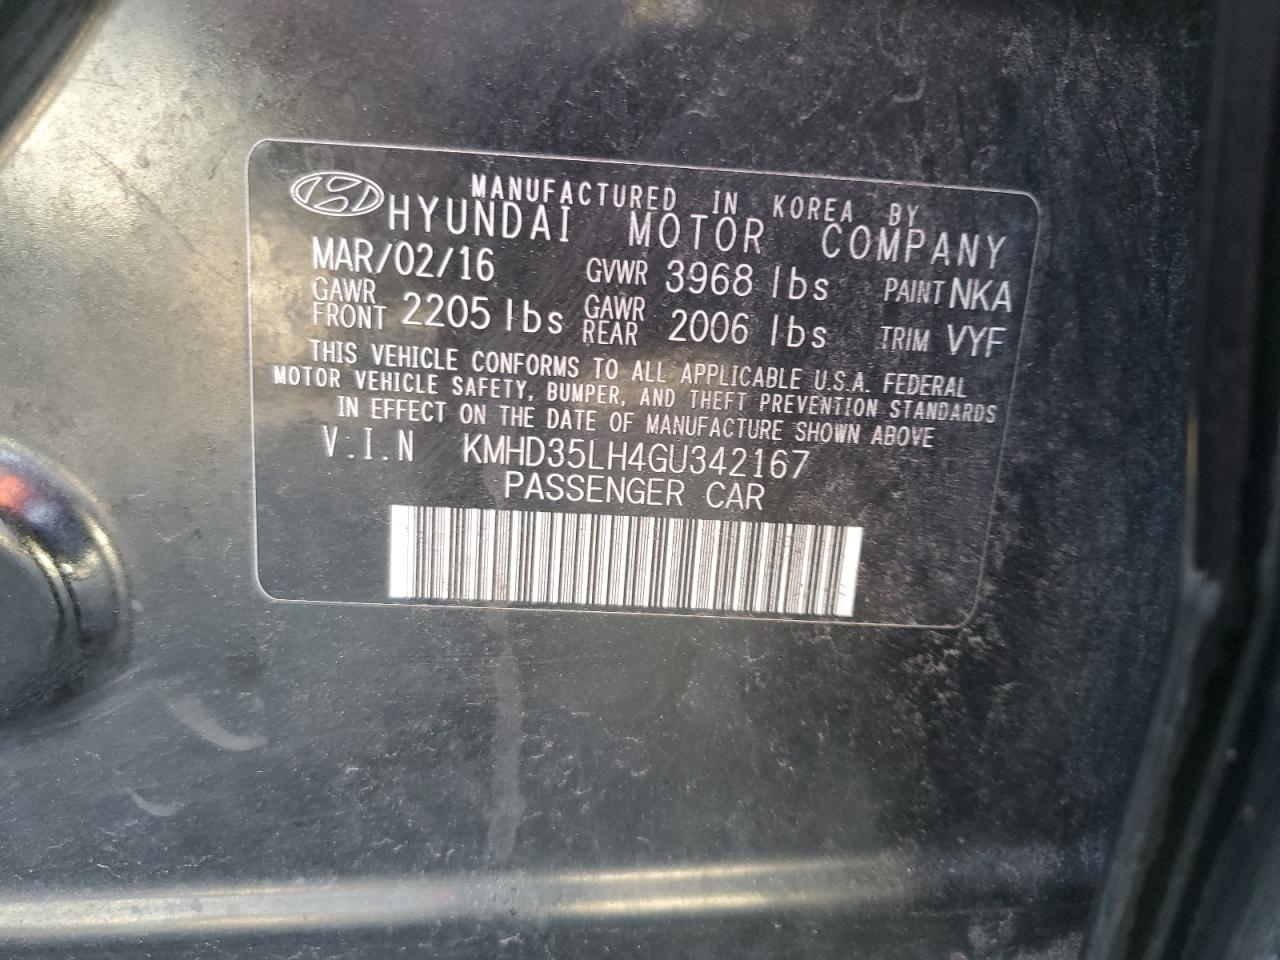 MANUFACTURED IN KOREA BY
HYUNDAI MOTOR COMPANY
MAR/02/16 GVWR 3968 lbs PAINT NKA
GAWR FRONT 2205 lbs GAWR REAR 2006 lbs TRIM VYF
THIS VEHICLE CONFORMS TO ALL APPLICABLE U.S.A. FEDERAL
MOTOR VEHICLE SAFETY, BUMPER, AND THEFT PREVENTION STANDARDS
IN EFFECT ON THE DATE OF MANUFACTURE SHOWN ABOVE
V.I.N KMHD35LH4GU342167
PASSENGER CAR